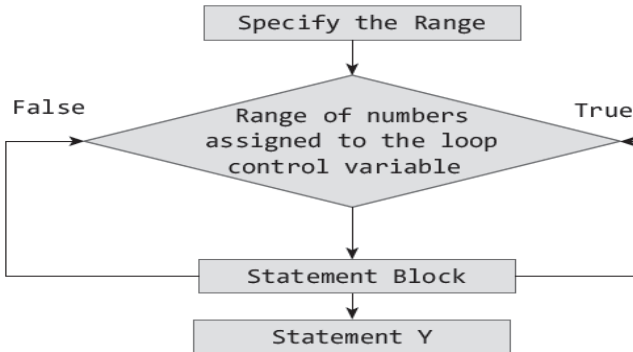 Specify the Range
False
True
Range of numbers
assigned to the loop
control variable
Statement Block
Statement Y